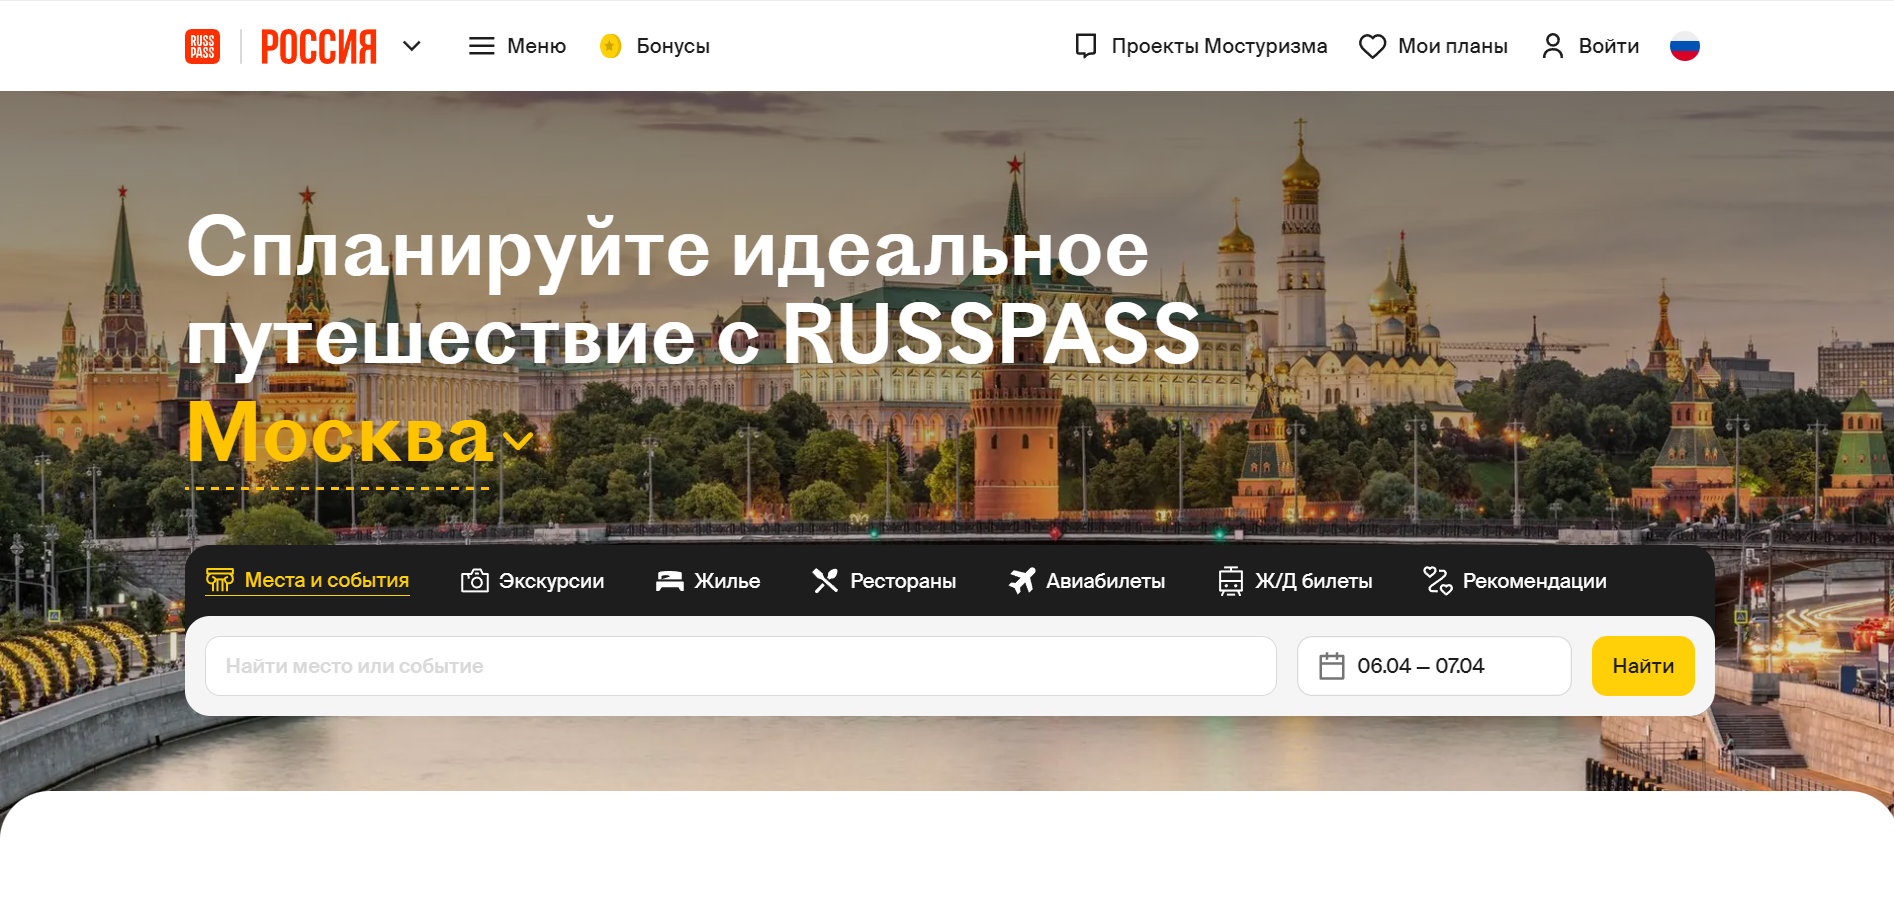 RUSS
PASS
РОССИЯ
Меню
Бонусы
Проекты Мостуризма
Мои планы
Войти
Спланируйте идеальное
путешествие с RUSSPASS
Москва
Места и события
Экскурсии
Жилье
Рестораны
Авиабилеты
Ж/Д билеты
Рекомендации
Найти место или событие
06.04 – 07.04
Найти